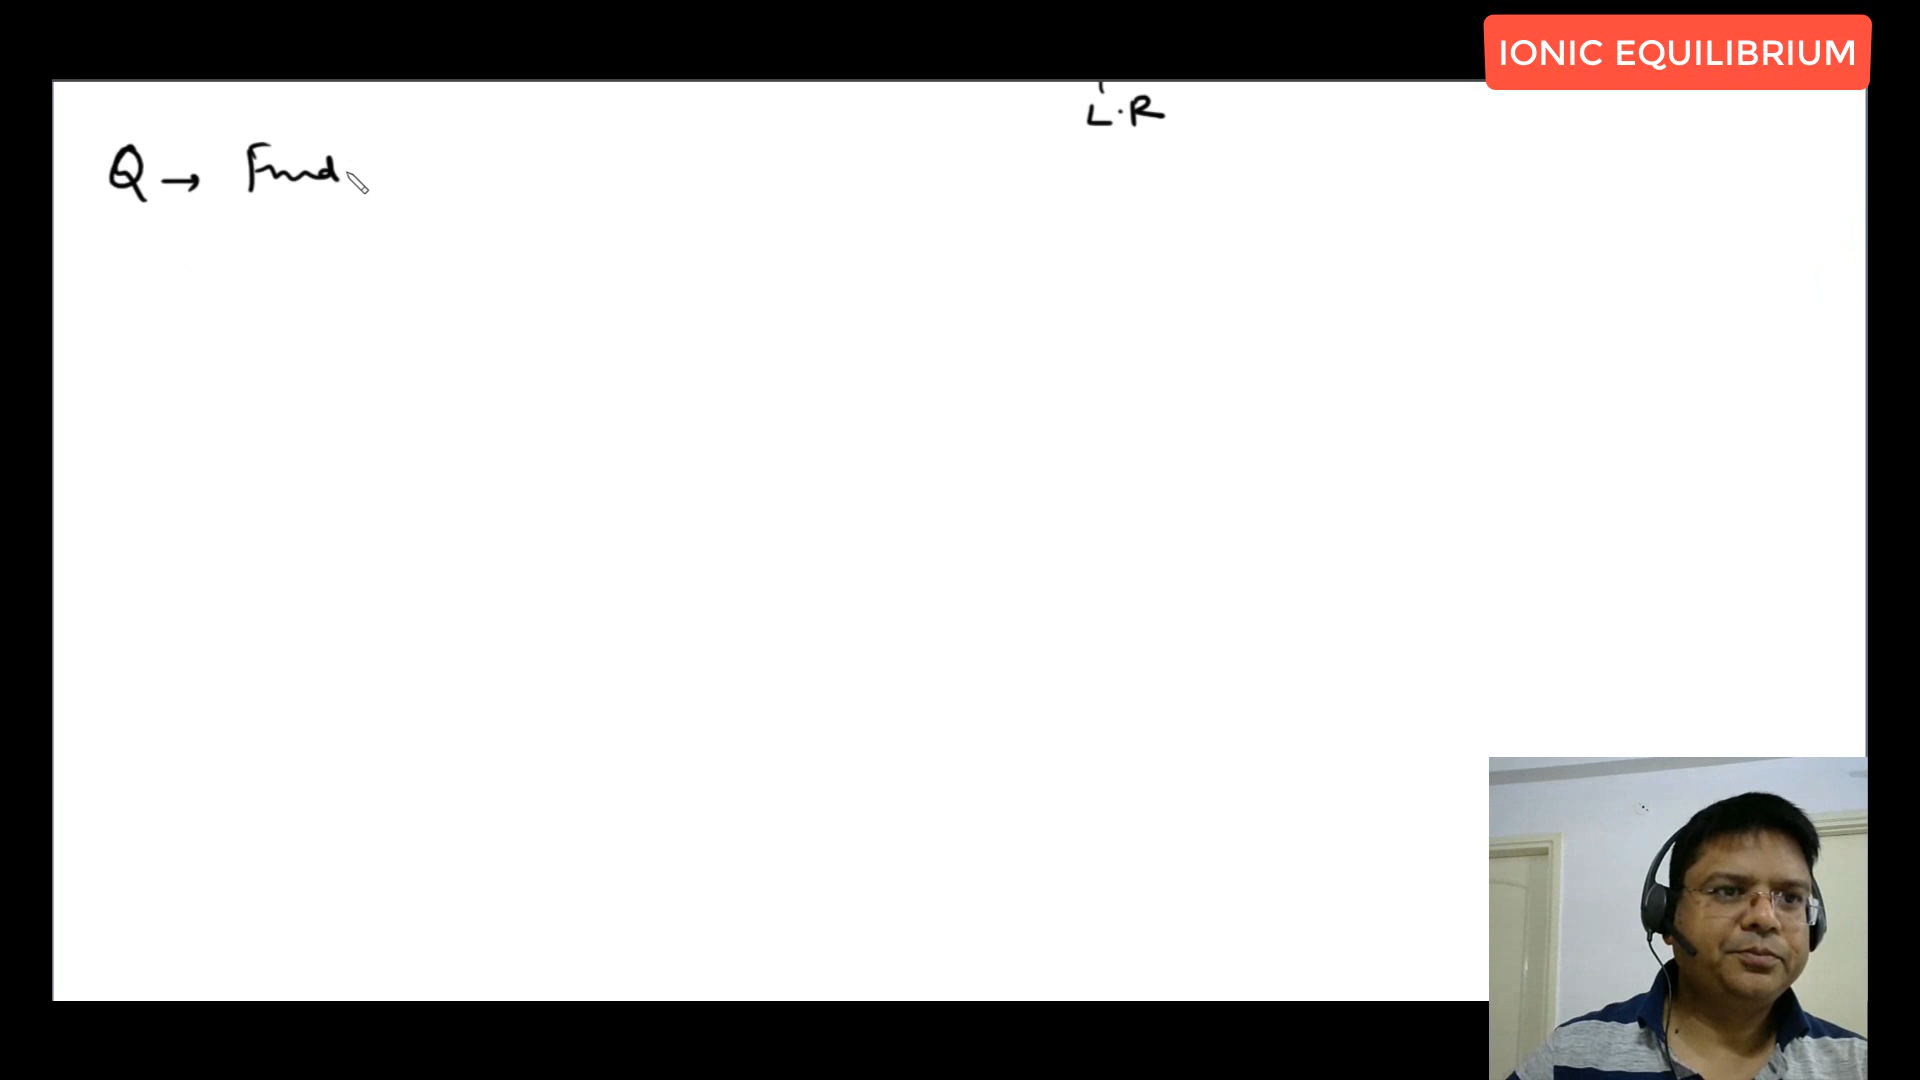 IONIC EQUILIBRIUM
L.R
Q → Find